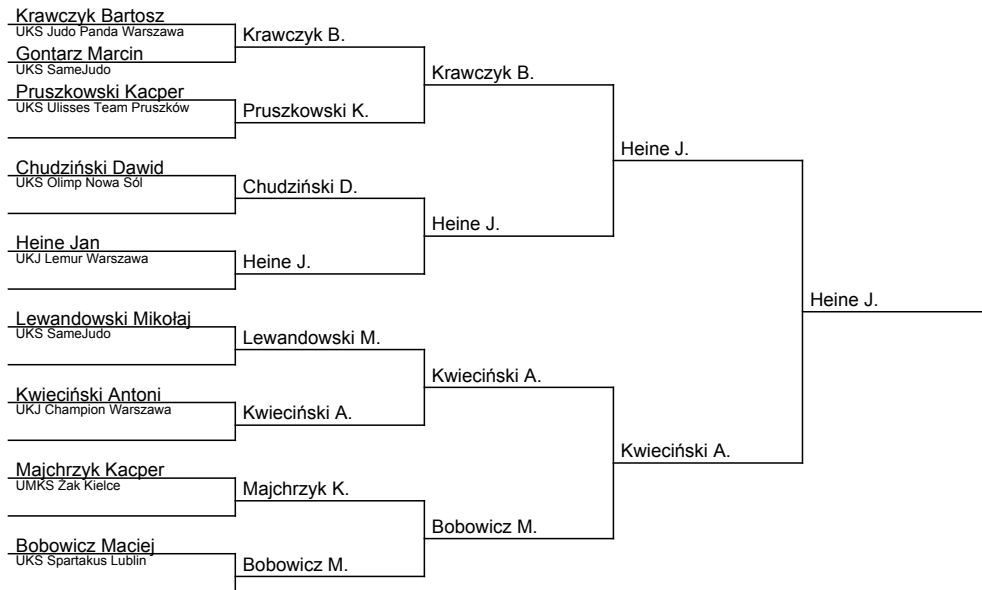 Krawczyk Bartosz
UKS Judo Panda Warszawa
Krawczyk B.
Gontarz Marcin
UKS SameJudo
Krawczyk B.
Pruszkowski Kacper
UKS Ulisses Team Pruszków
Pruszkowski K.
Heine J.
Chudziński Dawid
UKS Olimp Nowa Sól
Chudziński D.
Heine J.
Heine Jan
UKJ Lemur Warszawa
Heine J.
Heine J.
Lewandowski Mikołaj
UKS SameJudo
Lewandowski M.
Kwieciński A.
Kwieciński Antoni
UKJ Champion Warszawa
Kwieciński A.
Kwieciński A.
Majchrzyk Kacper
UMKS Żak Kielce
Majchrzyk K.
Bobowicz M.
Bobowicz Maciej
UKS Spartakus Lublin
Bobowicz M.